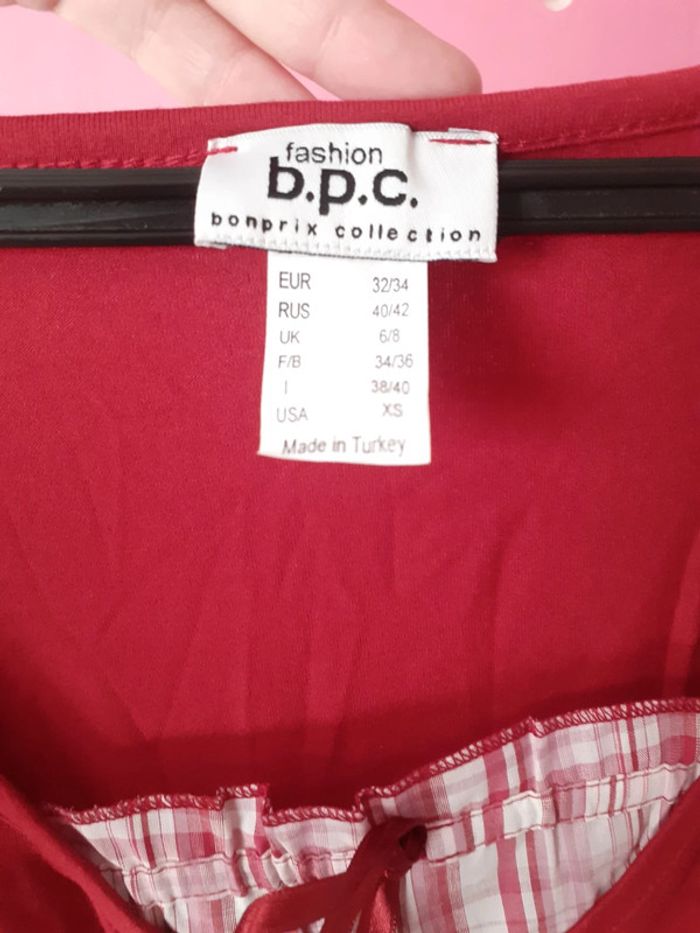 fashion
b.p.c.
bonprix collection
EUR 32/34
RUS 40/42
UK 6/8
F/B 34/36
I 38/40
USA XS
Made in Turkey